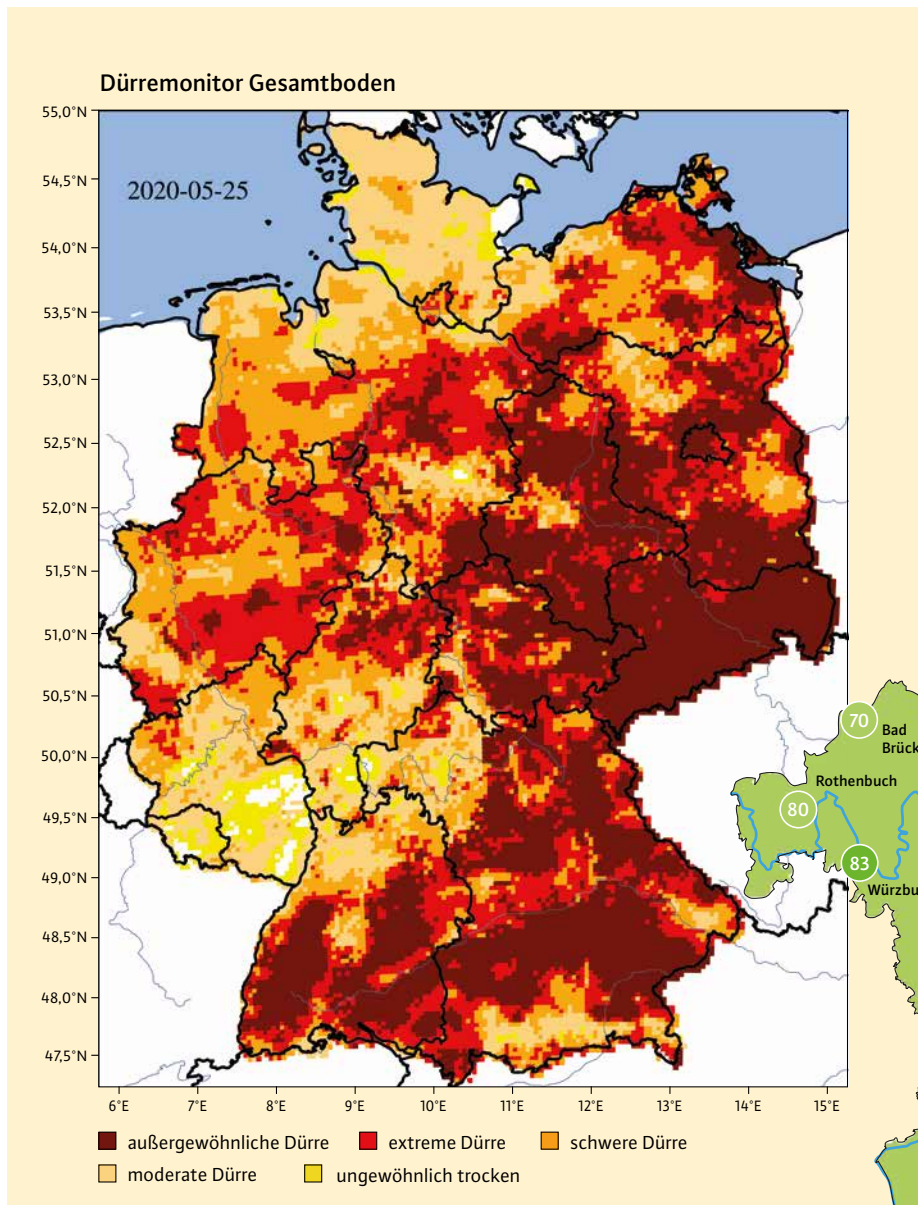 Dürremonitor Gesamtboden
55,0°N
54,5°N
54,0°N
53,5°N
53,0°N
52,5°N
52,0°N
51,5°N
51,0°N
50,5°N
50,0°N
49,5°N
49,0°N
48,5°N
48,0°N
47,5°N
2020-05-25
6°E 7°E 8°E 9°E 10°E 11°E 12°E 13°E 14°E 15°E
außergewöhnliche Dürre extreme Dürre schwere Dürre
moderate Dürre ungewöhnlich trocken
70
Bad
Brück
Rothenbuch
80
83
Würzbu